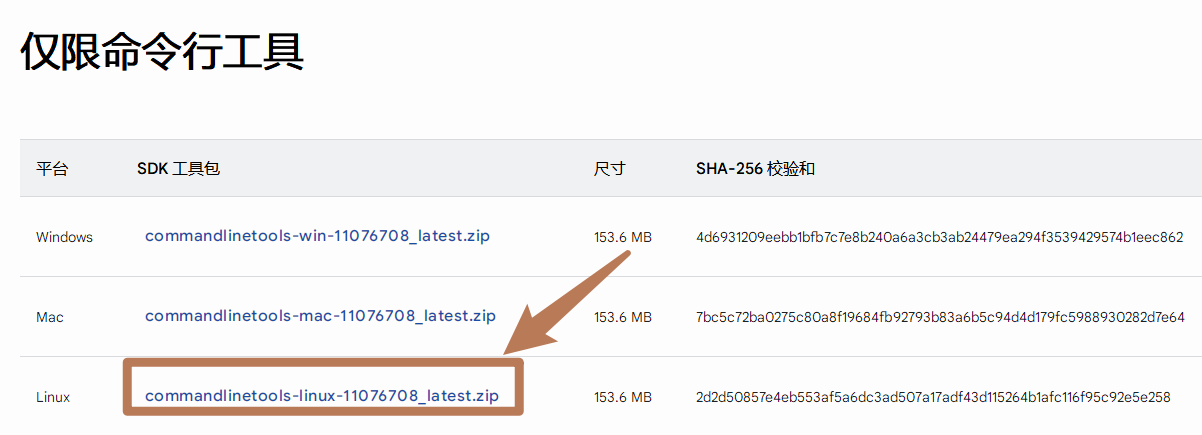 仅限命令行工具
平台 SDK 工具包 尺寸 SHA-256 校验和
Windows commandlinetools-win-11076708_latest.zip 153.6 MB 4d6931209eebb1bfb7c7e8b240a6a3cb3ab24479ea294f3539429574b1eec862
Mac commandlinetools-mac-11076708_latest.zip 153.6 MB 7bc5c72ba0275c80a8f19684fb92793b83a6b5c94d4d179fc5988930282d7e64
Linux commandlinetools-linux-11076708_latest.zip 153.6 MB 2d2d50857e4eb553af5a6dc3ad507a17adf43d115264b1afc116f95c92e5e258